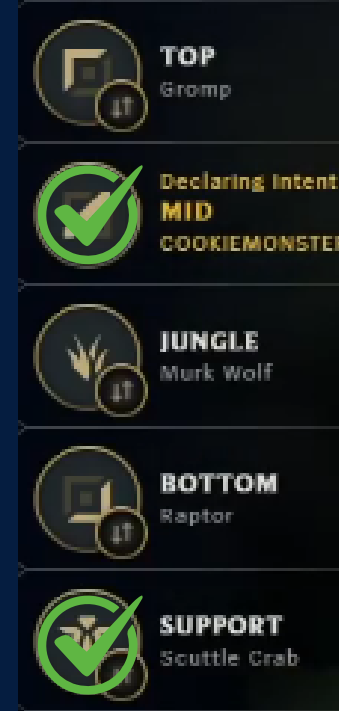 TOP
Gromp
Declaring Intent
MID
COOKIEMONSTER
JUNGLE
Murk Wolf
BOTTOM
Raptor
SUPPORT
Scuttle Crab